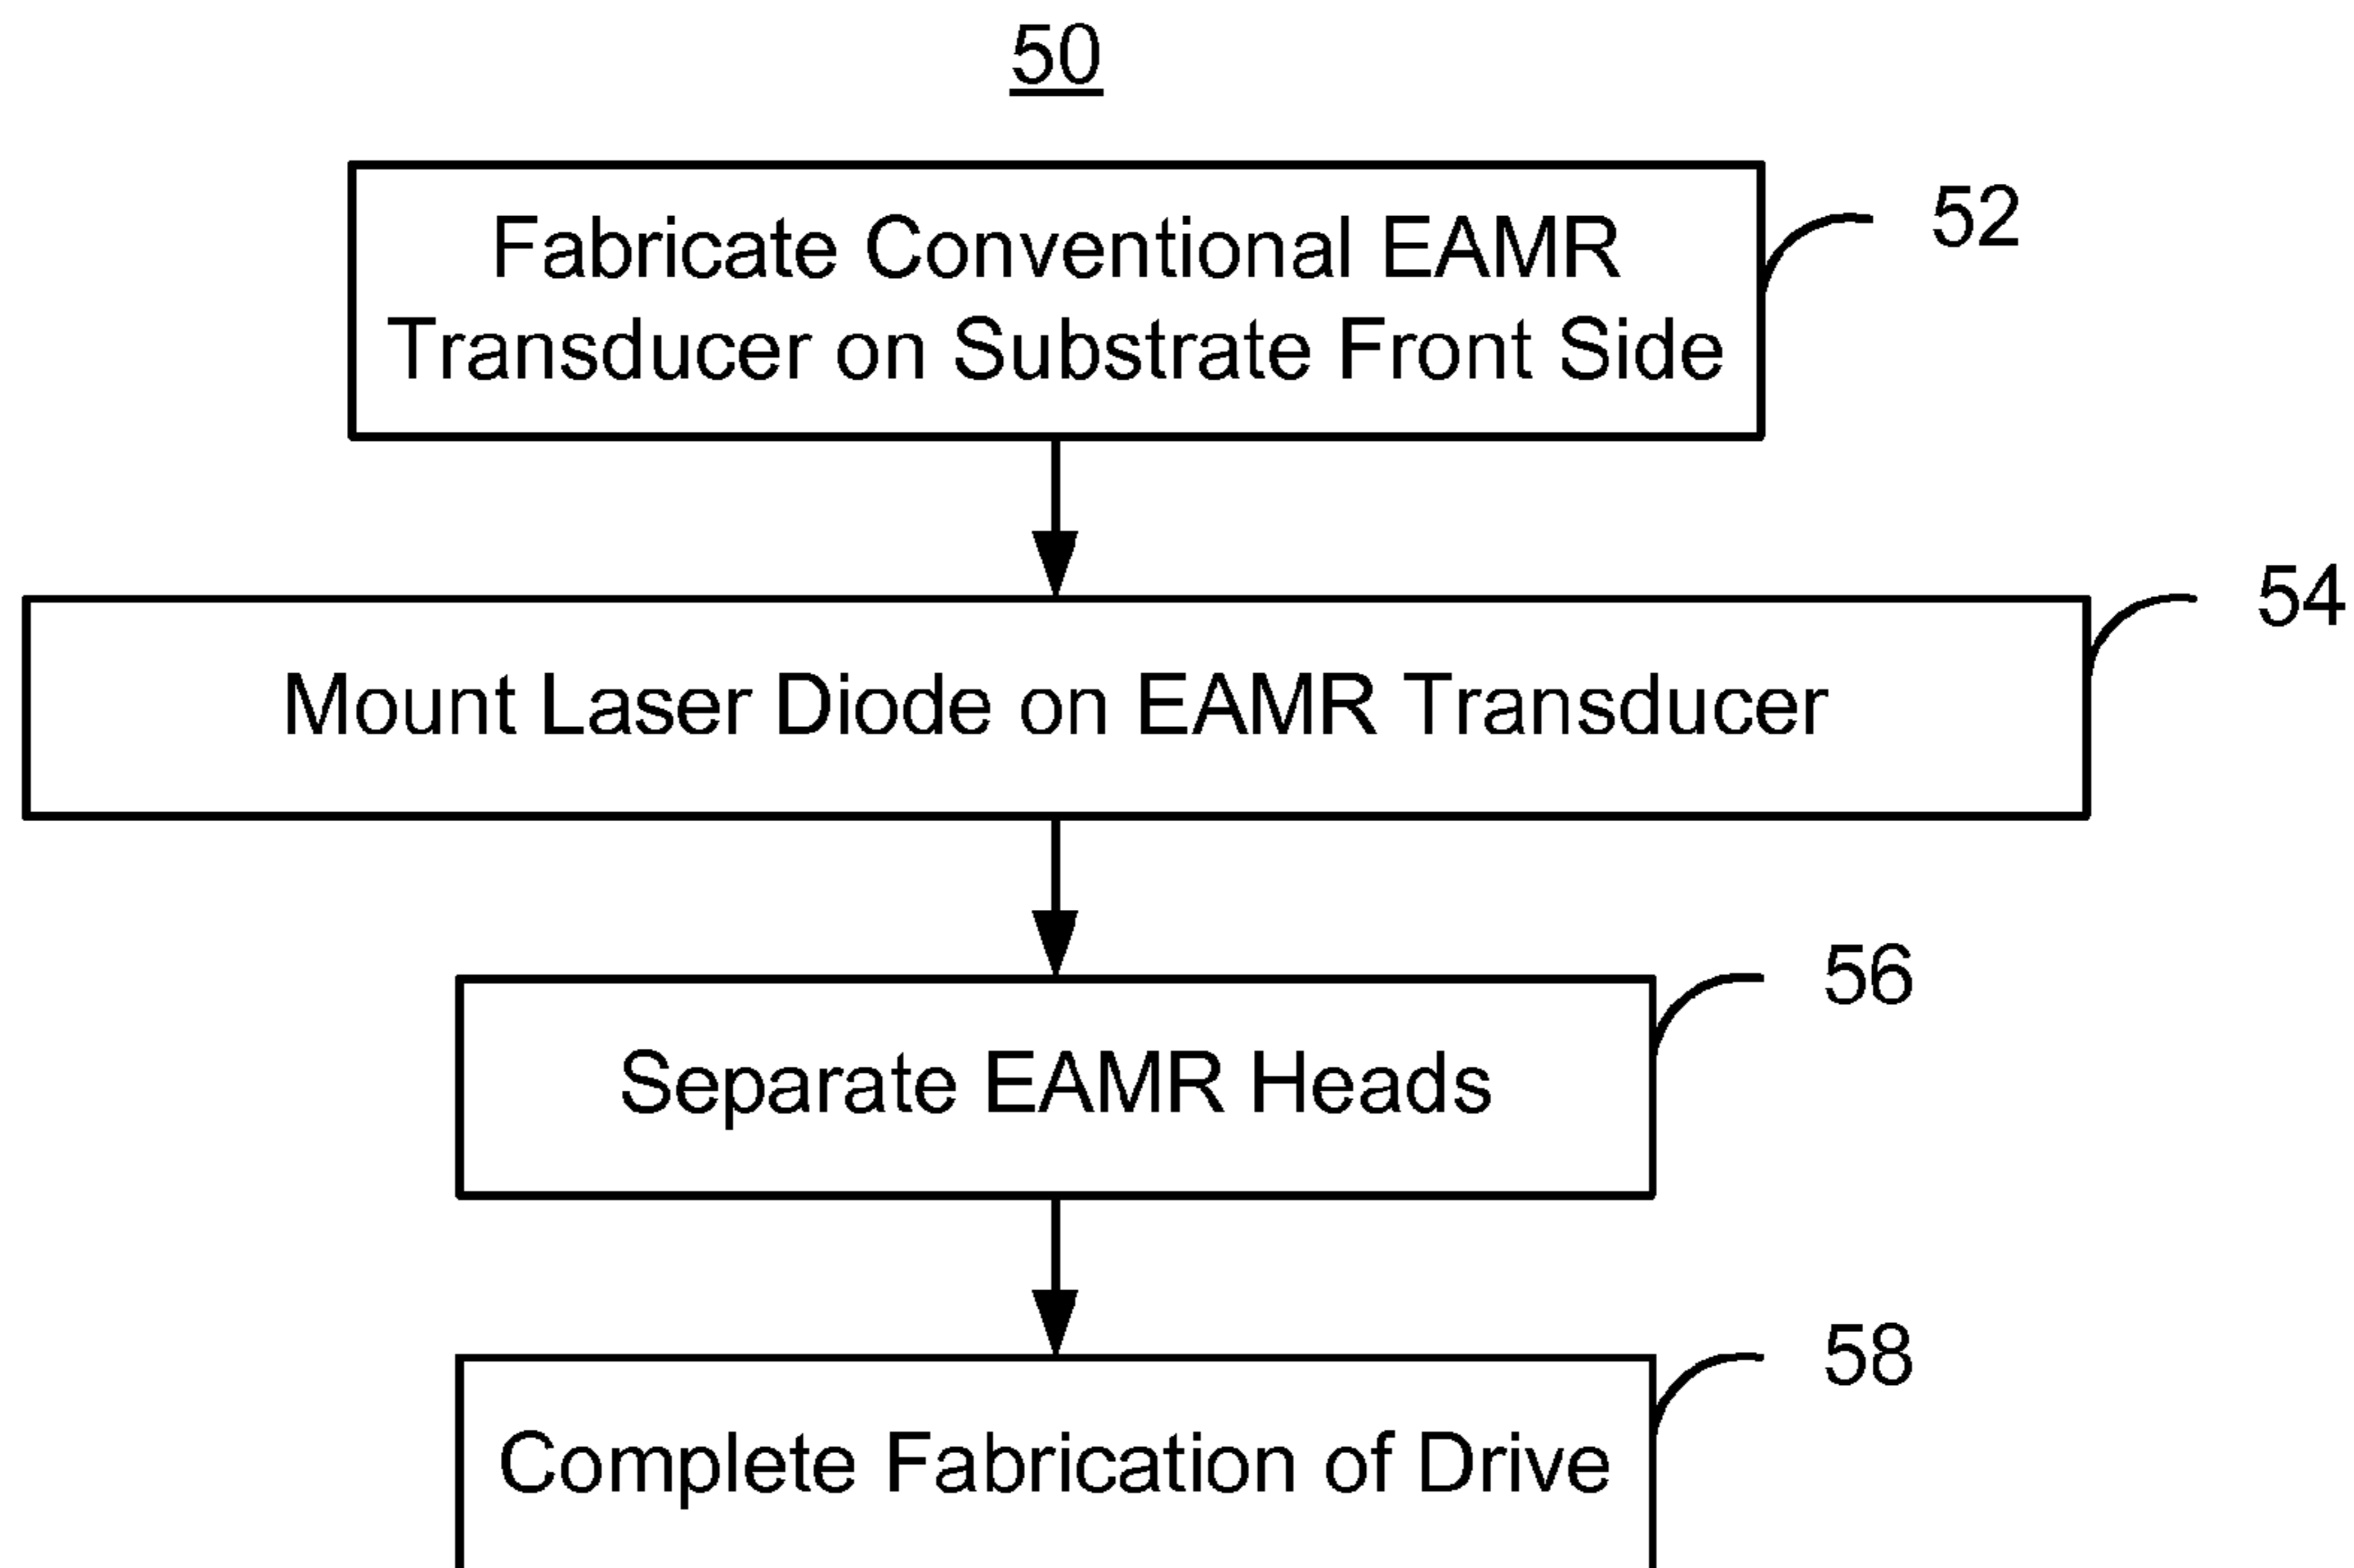 50
Fabricate Conventional EAMR
Transducer on Substrate Front Side
52
Mount Laser Diode on EAMR Transducer
54
Separate EAMR Heads
56
Complete Fabrication of Drive
58